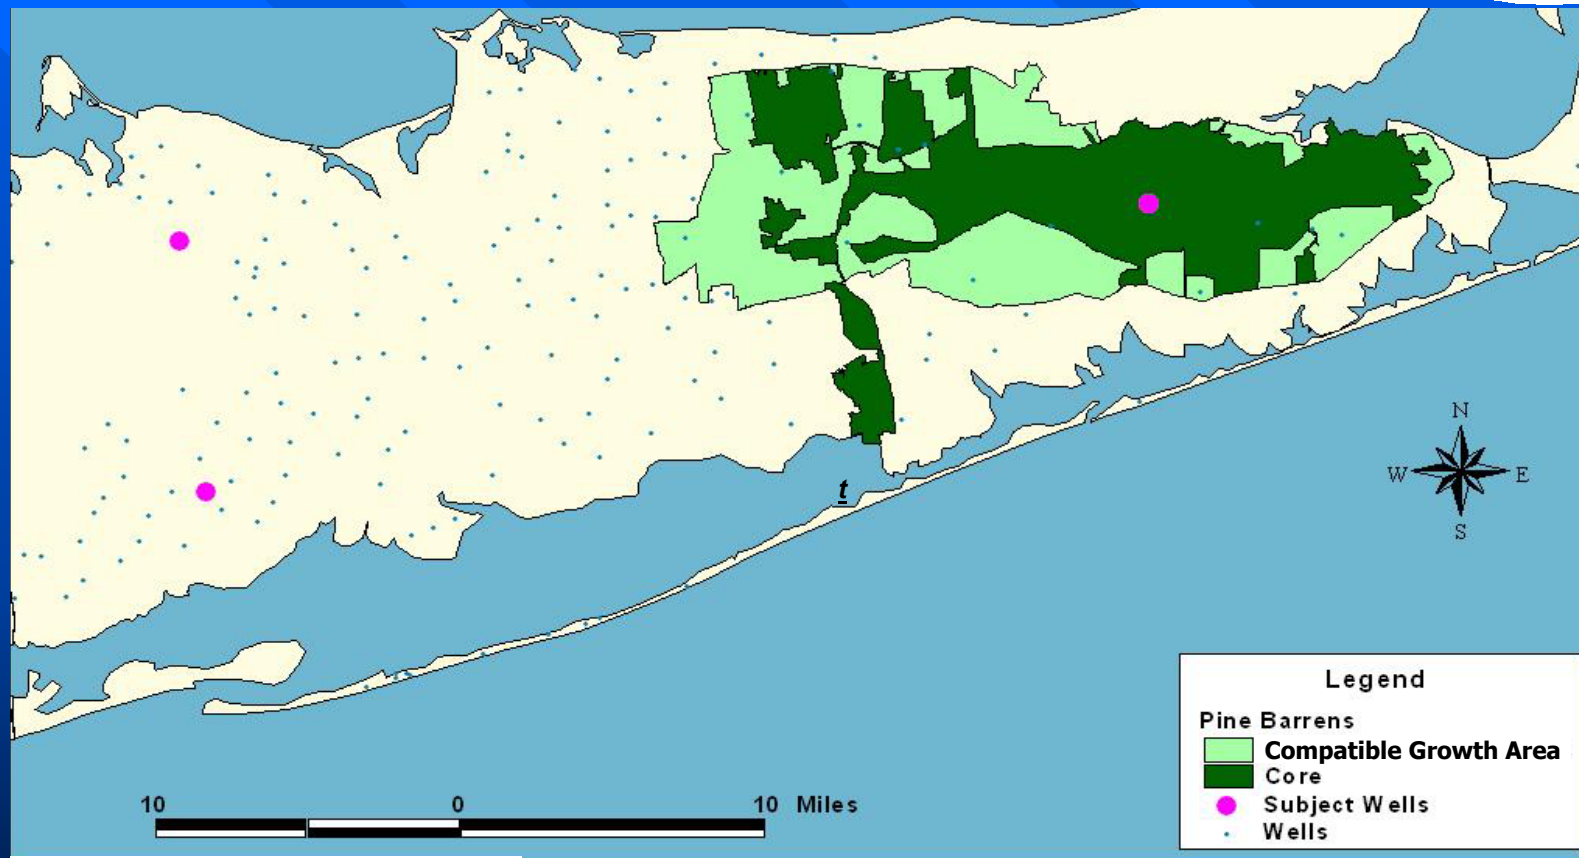 N
W E
t
S
Legend
Pine Barrens
Compatible Growth Area
Core
Subject Wells
Wells
10 0 10 Miles